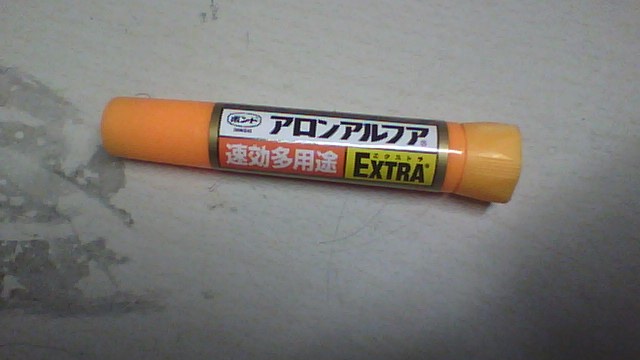 ボンド
アロンアルフア®
速効多用途
エクストラ
EXTRA®